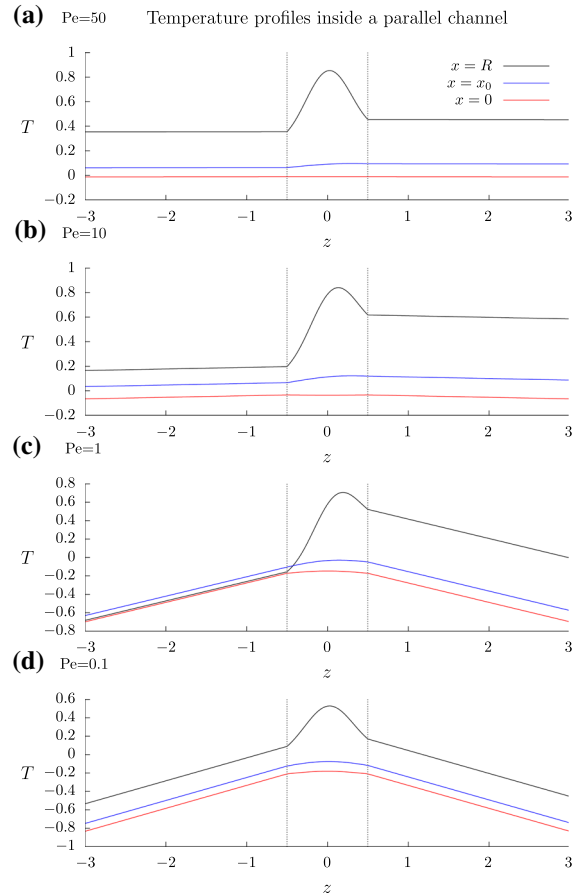 (a) Pe=50 Temperature profiles inside a parallel channel
1
0.8
0.6
0.4
0.2
0
−0.2
T
x = R
x = x₀
x = 0
−3 −2 −1 0 1 2 3
z
(b) Pe=10
1
0.8
0.6
0.4
0.2
0
−0.2
T
−3 −2 −1 0 1 2 3
z
(c) Pe=1
0.8
0.6
0.4
0.2
0
−0.2
−0.4
−0.6
−0.8
T
−3 −2 −1 0 1 2 3
z
(d) Pe=0.1
0.6
0.4
0.2
0
−0.2
−0.4
−0.6
−0.8
−1
T
−3 −2 −1 0 1 2 3
z